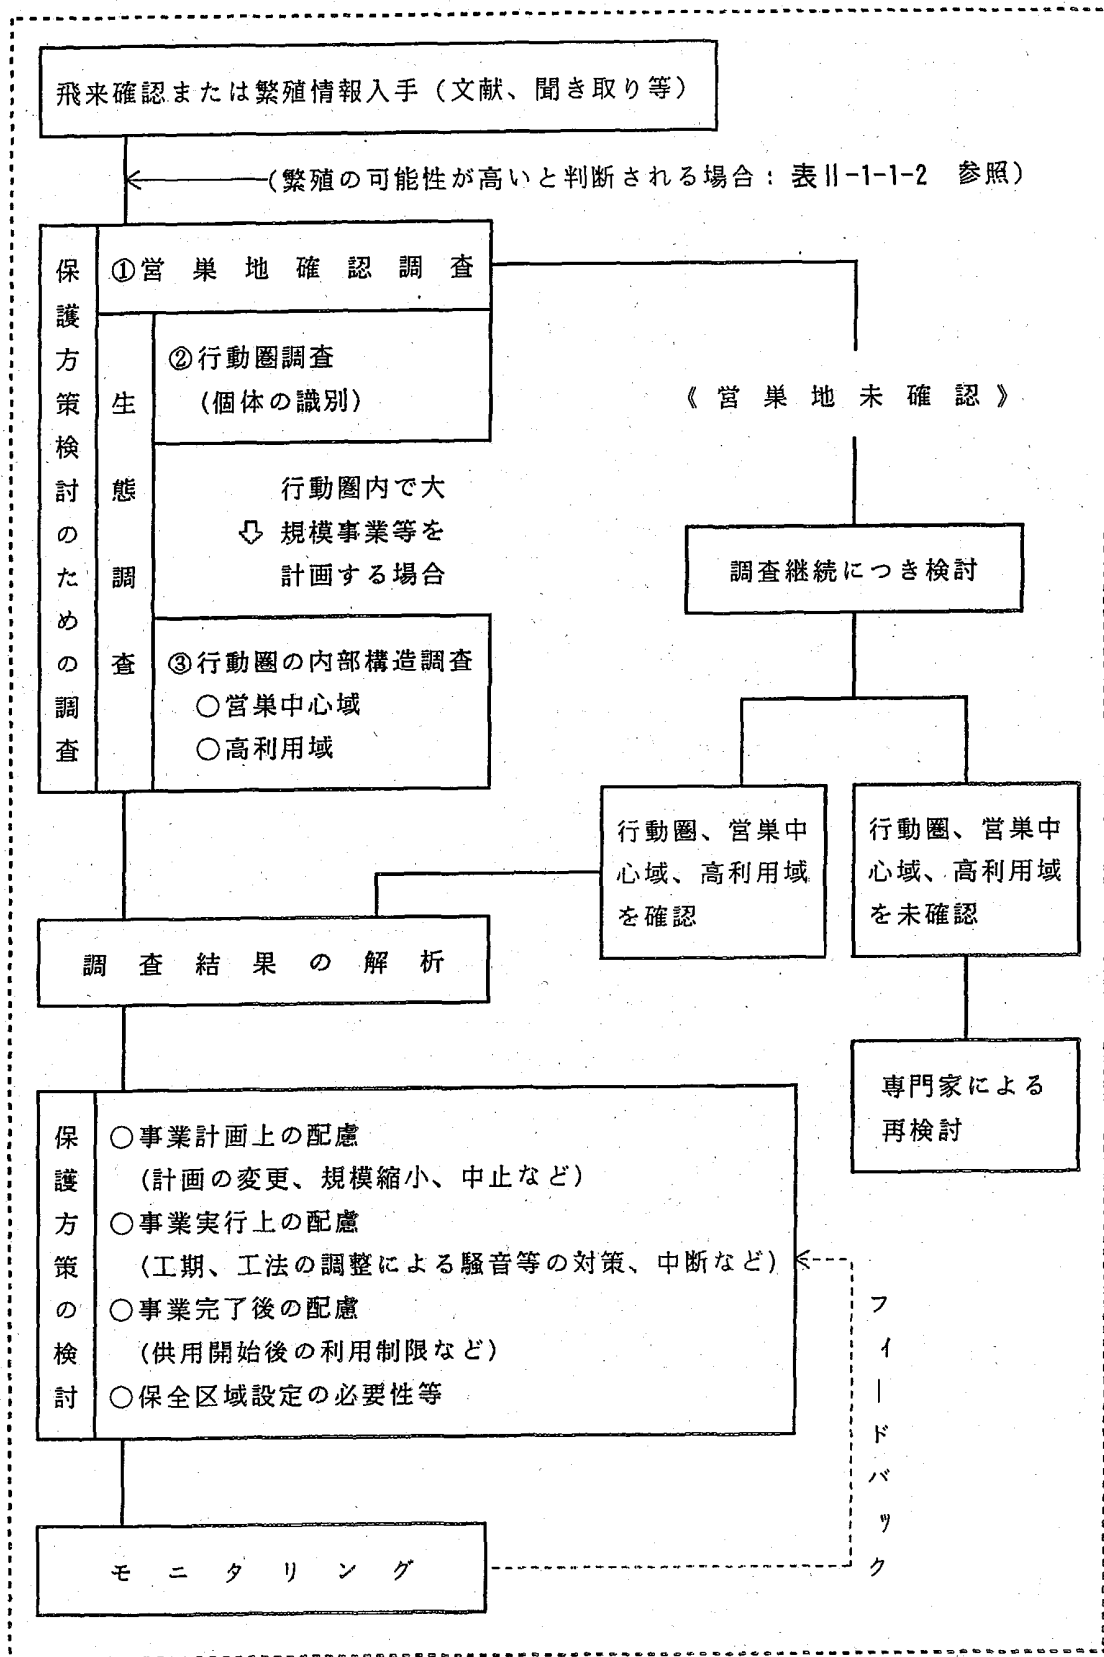 飛来確認または繁殖情報入手（文献、聞き取り等）
（繁殖の可能性が高いと判断される場合：表Ⅱ-1-1-2　参照）
保護方策検討のための調査
①営巣地確認調査
生態調査
②行動圏調査
（個体の識別）
行動圏内で大
規模事業等を
計画する場合
③行動圏の内部構造調査
○営巣中心域
○高利用域
《営巣地未確認》
調査継続につき検討
行動圏、営巣中
心域、高利用域
を確認
行動圏、営巣中
心域、高利用域
を未確認
調査結果の解析
専門家による
再検討
保護方策の検討
○事業計画上の配慮
（計画の変更、規模縮小、中止など）
○事業実行上の配慮
（工期、工法の調整による騒音等の対策、中断など）
○事業完了後の配慮
（供用開始後の利用制限など）
○保全区域設定の必要性等
フィードバック
モニタリング